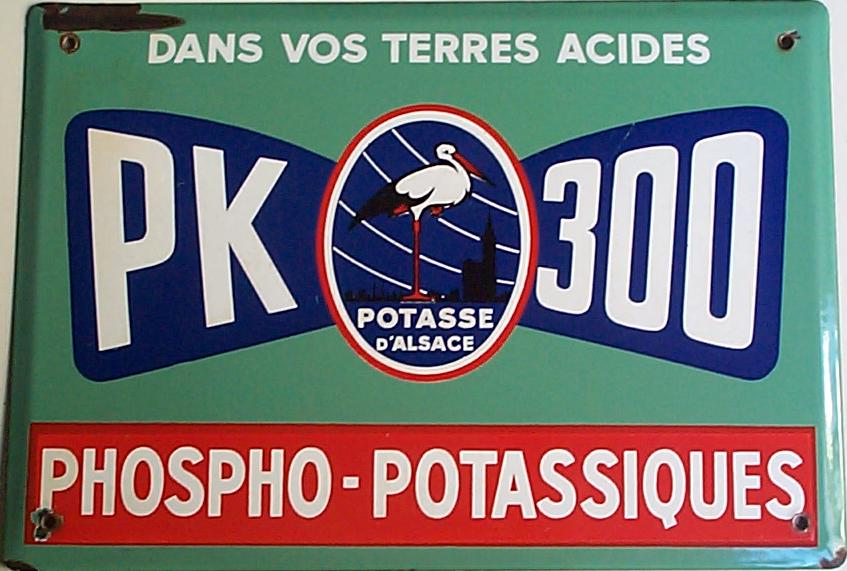 DANS VOS TERRES ACIDES
PK 300
POTASSE
D'ALSACE
PHOSPHO-POTASSIQUES